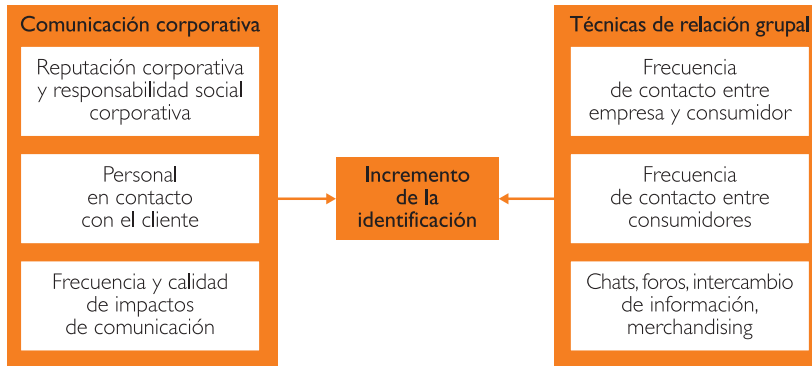 Comunicación corporativa
Reputación corporativa
y responsabilidad social
corporativa
Personal
en contacto
con el cliente
Frecuencia y calidad
de impactos
de comunicación
Incremento
de la
identificación
Técnicas de relación grupal
Frecuencia
de contacto entre
empresa y consumidor
Frecuencia
de contacto entre
consumidores
Chats, foros, intercambio
de información,
merchandising